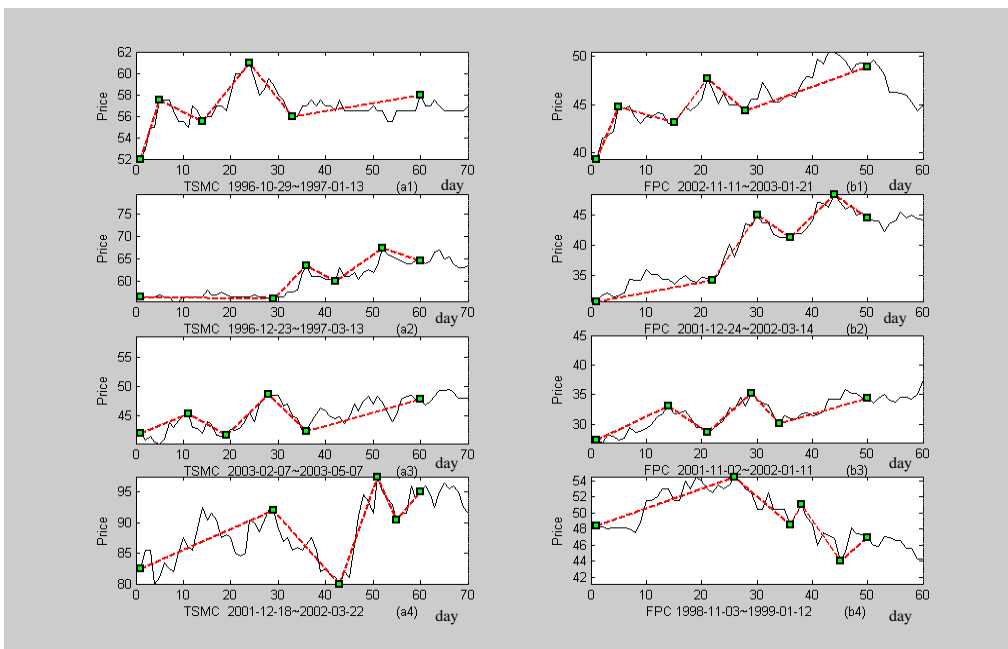 62
60
58
56
54
52
Price
0 10 20 30 40 50 60 70
TSMC 1996-10-29~1997-01-13 (a1) day
50
45
40
Price
0 10 20 30 40 50 60
FPC 2002-11-11~2003-01-21 (b1) day
75
70
65
60
Price
0 10 20 30 40 50 60 70
TSMC 1996-12-23~1997-03-13 (a2) day
45
40
35
Price
0 10 20 30 40 50 60
FPC 2001-12-24~2002-03-14 (b2) day
55
50
45
Price
0 10 20 30 40 50 60 70
TSMC 2003-02-07~2003-05-07 (a3) day
45
40
35
30
Price
0 10 20 30 40 50 60
FPC 2001-11-02~2002-01-11 (b3) day
95
90
85
80
Price
0 10 20 30 40 50 60 70
TSMC 2001-12-18~2002-03-22 (a4) day
54
52
50
48
46
44
42
Price
0 10 20 30 40 50 60
FPC 1998-11-03~1999-01-12 (b4) day